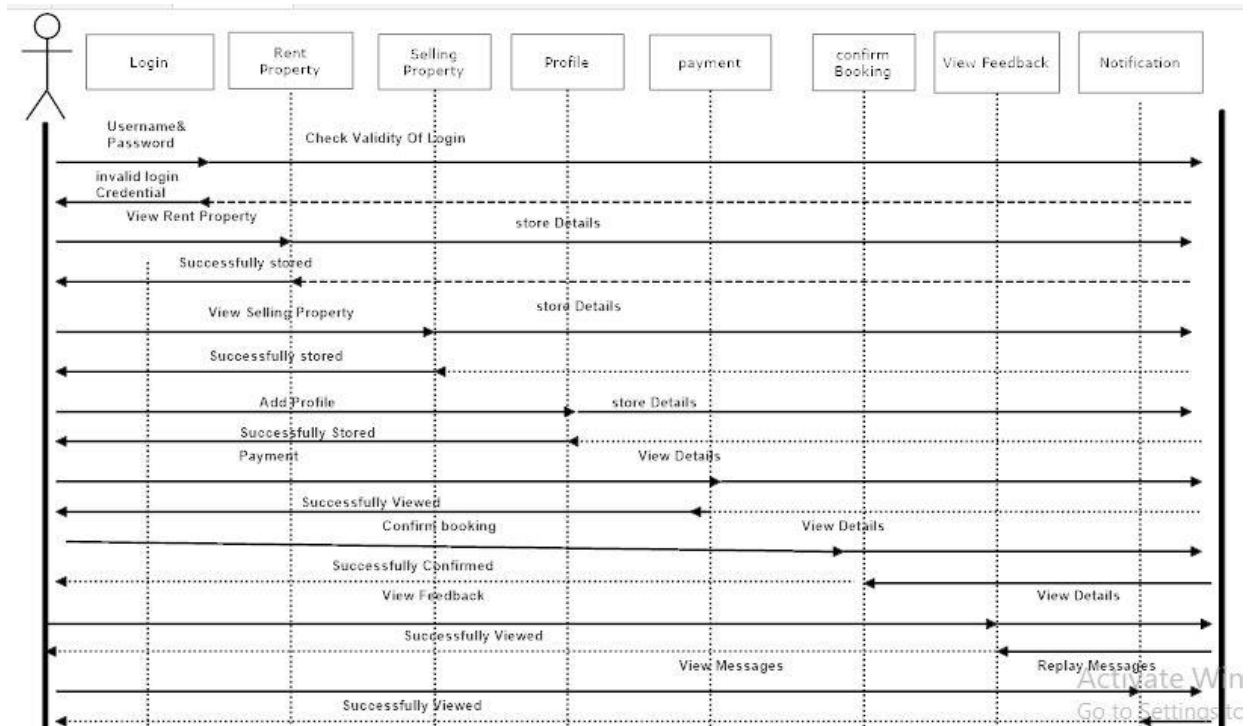 Login
Rent
Property
Selling
Property
Profile
payment
confirm
Booking
View Feedback
Notification
Username&
Password
Check Validity Of Login
invalid login
Credential
View Rent Property
store Details
Successfully stored
View Selling Property
store Details
Successfully stored
Add Profile
store Details
Successfully Stored
Payment
View Details
Successfully Viewed
Confirm booking
View Details
Successfully Confirmed
View Feedback
View Details
Successfully Viewed
View Messages
Replay Messages
Activate Win
Successfully Viewed
Go to Settings to